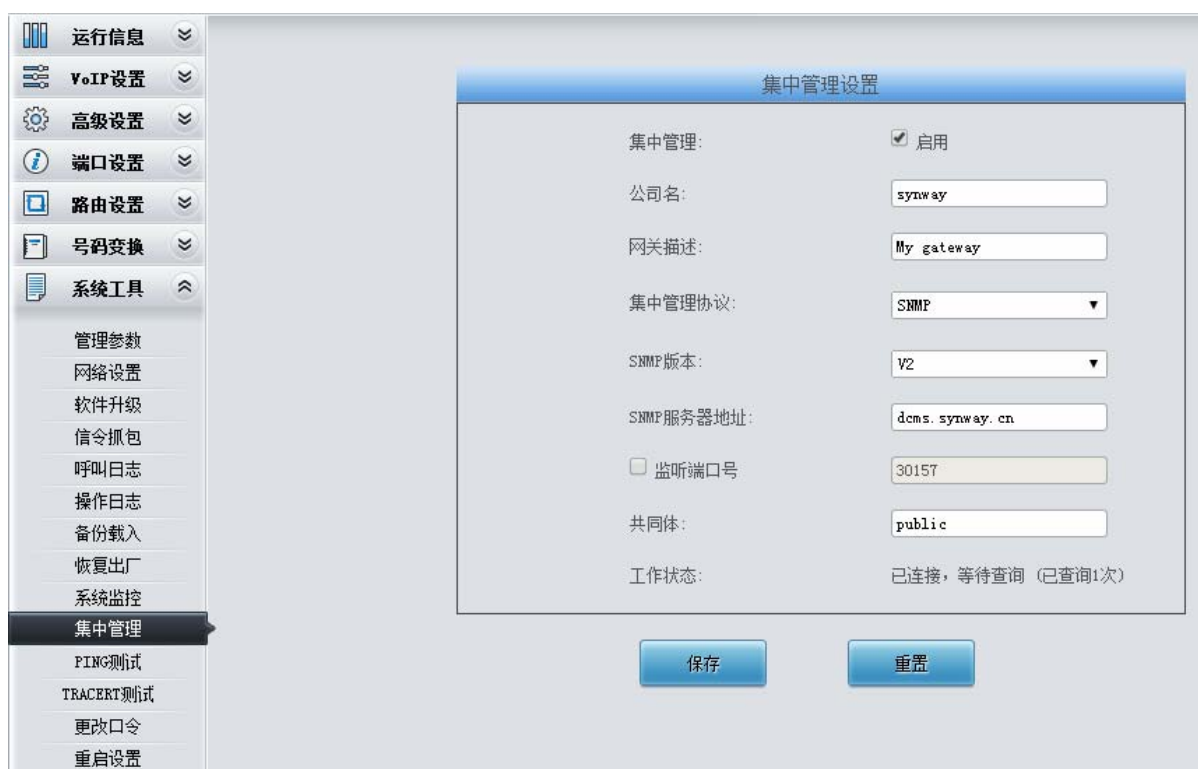 运行信息
VoIP设置
高级设置
端口设置
路由设置
号码变换
系统工具
管理参数
网络设置
软件升级
信令抓包
呼叫日志
操作日志
备份载入
恢复出厂
系统监控
集中管理
PING测试
TRACERT测试
更改口令
重启设置
集中管理设置
集中管理: 启用
公司名: synway
网关描述: My gateway
集中管理协议: SNMP
SNMP版本: V2
SNMP服务器地址: dcms.synway.cn
监听端口号 30157
共同体: public
工作状态: 已连接，等待查询 （已查询1次）
保存 重置